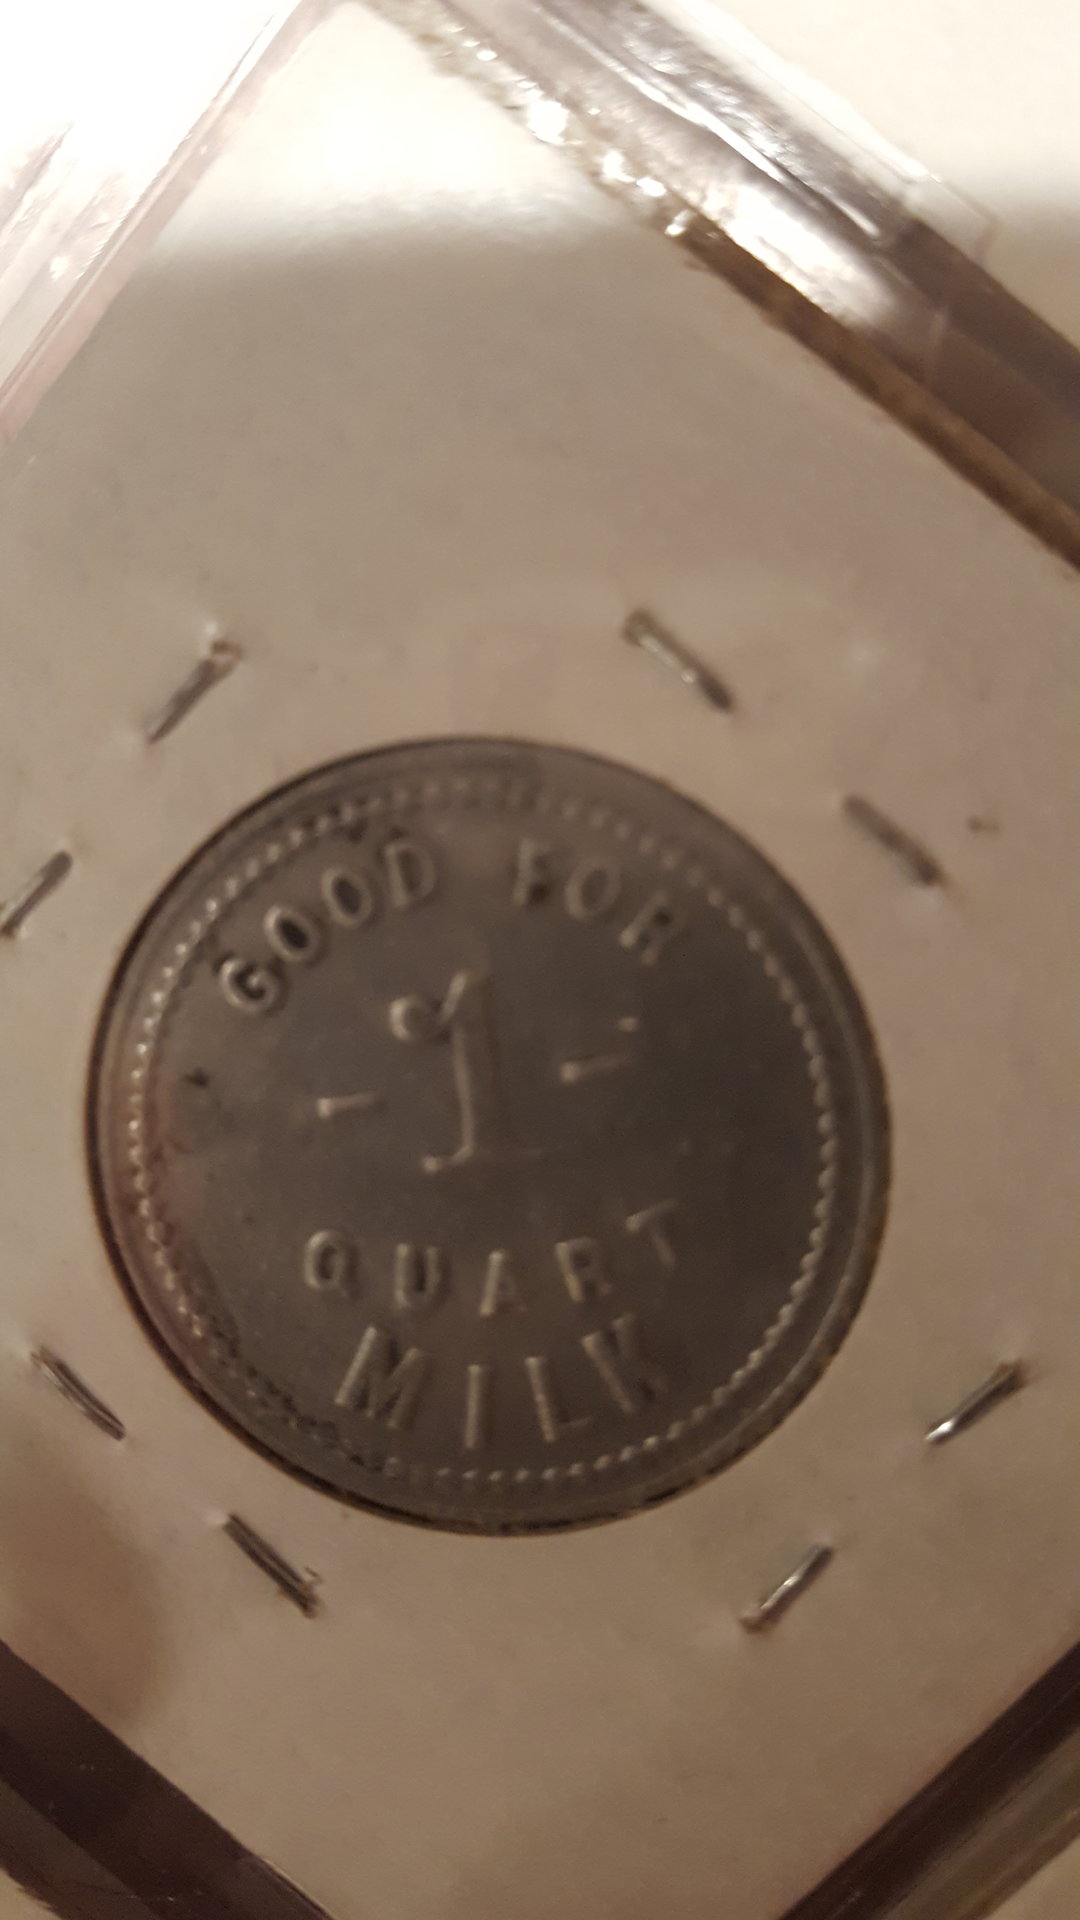 GOOD FOR
- 1 -
QUART
MILK